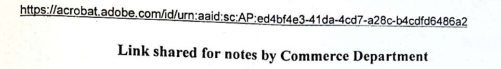 https://acrobat.adobe.com/id/urn:aaid:sc:AP:ed4bf4e3-41da-4cd7-a28c-b4cdfd6486a2
Link shared for notes by Commerce Department